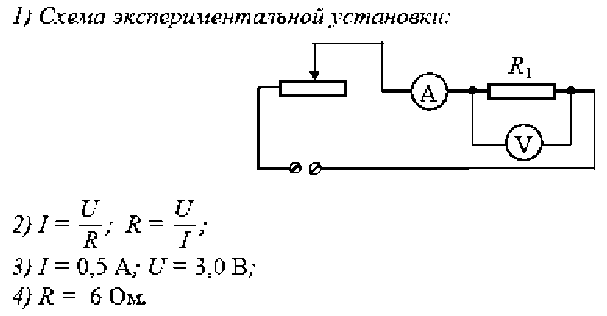 1) Схема экспериментальной установки:
R₁
A
V
2) I = U/R; R = U/I;
3) I = 0,5 А; U = 3,0 В;
4) R = 6 Ом.